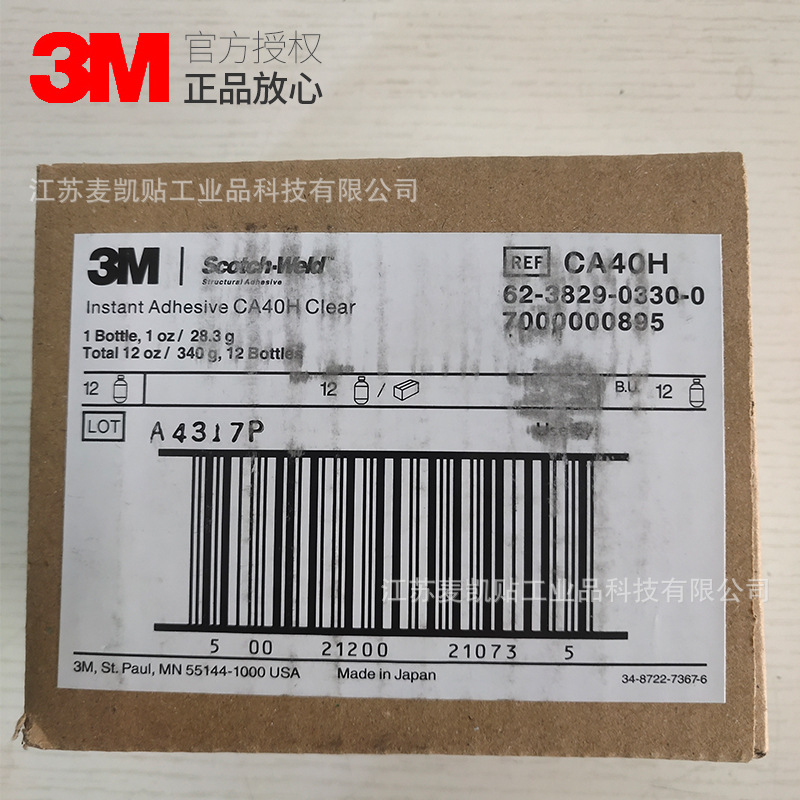 3M 官方授权
正品放心
江苏麦凯贴工业品科技有限公司
3M Scotch-Weld™
Structural Adhesive
REF CA40H
Instant Adhesive CA40H Clear
62-3829-0330-0
7000000895
1 Bottle, 1 oz / 28.3 g
Total 12 oz / 340 g, 12 Bottles
12 12 / B.U. 12
LOT A4317P Use By
江苏麦凯贴工业品科技有限公司
5 00 21200 21073 5
3M, St. Paul, MN 55144-1000 USA Made in Japan 34-8722-7367-6